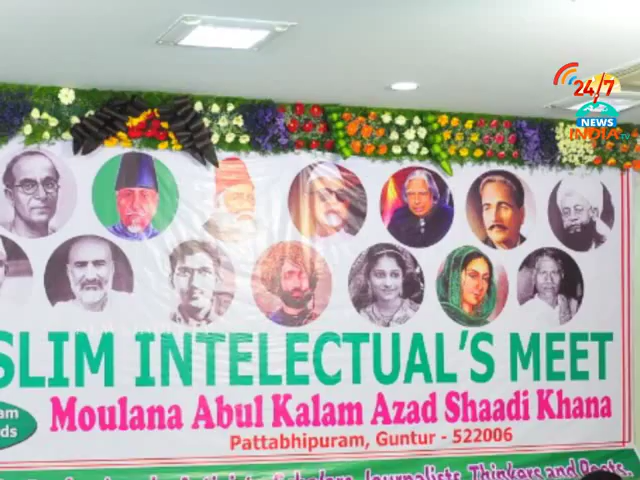 24/7
NEWS
INDIA TV
SLIM INTELECTUAL'S MEET
am
ds
Moulana Abul Kalam Azad Shaadi Khana
Pattabhipuram, Guntur - 522006
Journalists, Thinkers and Poets..